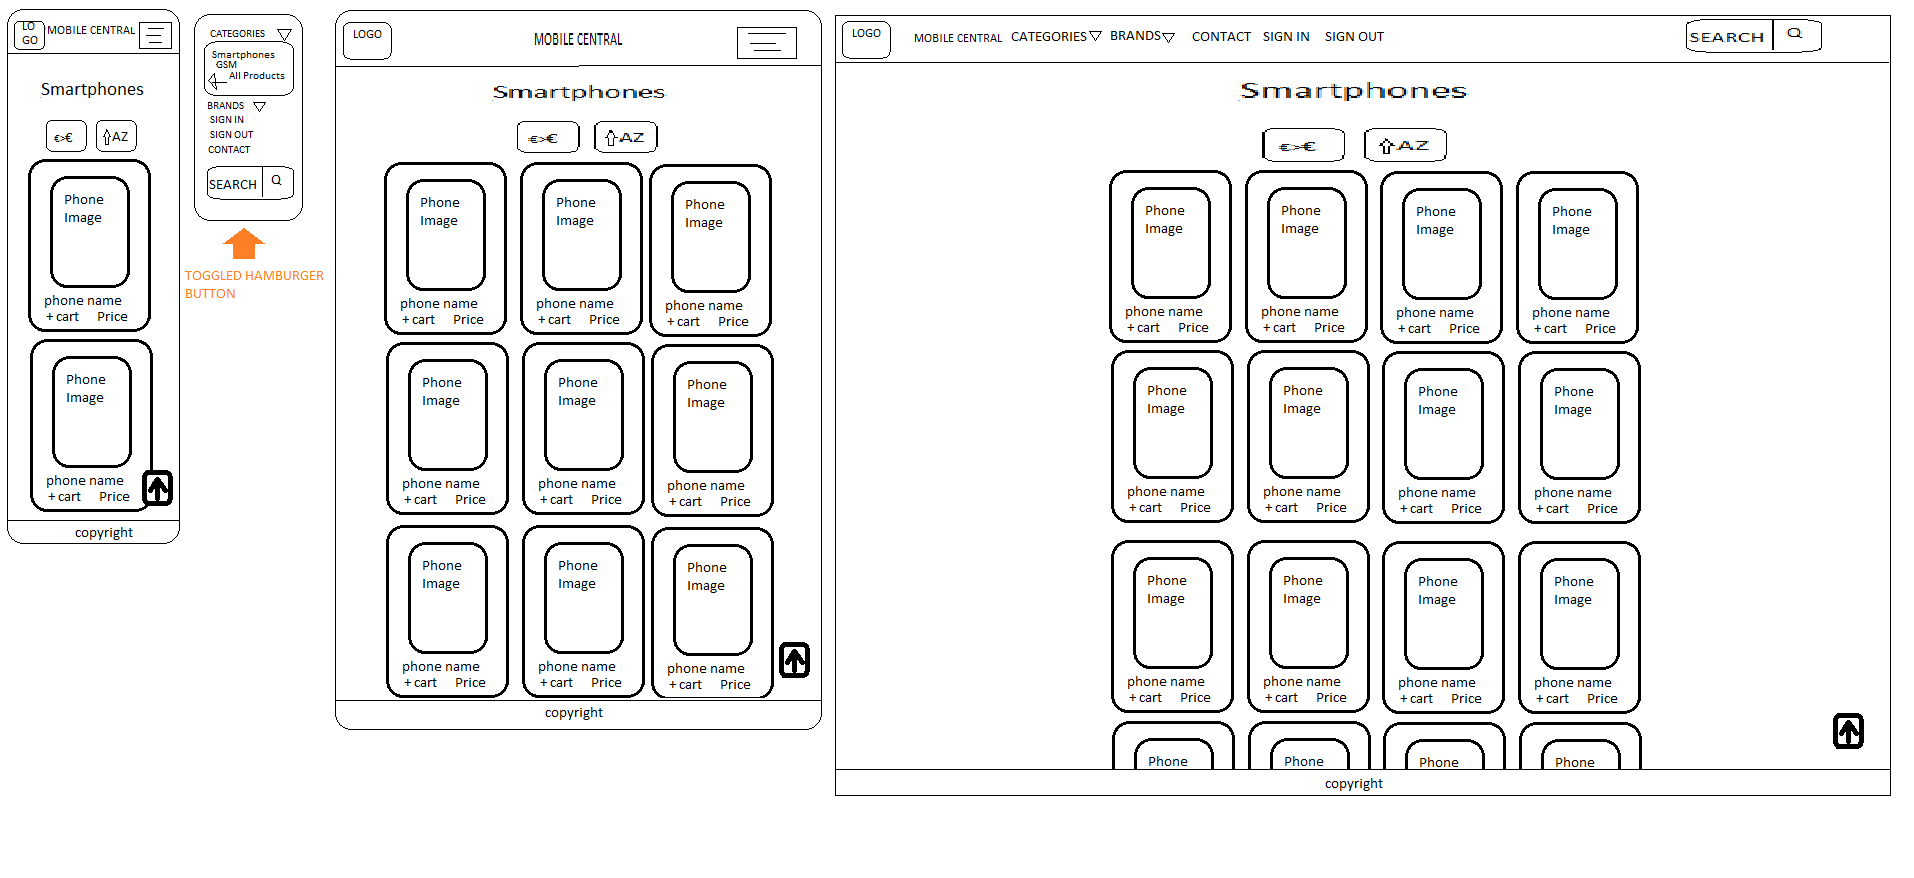 LO
GO
MOBILE CENTRAL
Smartphones
€>€
AZ
Phone
Image
phone name
+ cart Price
Phone
Image
phone name
+ cart Price
copyright
CATEGORIES
Smartphones
GSM
All Products
BRANDS
SIGN IN
SIGN OUT
CONTACT
SEARCH
TOGGLED HAMBURGER
BUTTON
LOGO
MOBILE CENTRAL
Smartphones
€>€
AZ
Phone Phone Phone
Image Image Image
phone name phone name phone name
+ cart Price + cart Price + cart Price
Phone Phone Phone
Image Image Image
phone name phone name phone name
+ cart Price + cart Price + cart Price
Phone Phone Phone
Image Image Image
phone name phone name phone name
+ cart Price + cart Price + cart Price
copyright
LOGO MOBILE CENTRAL CATEGORIES BRANDS CONTACT SIGN IN SIGN OUT SEARCH
Smartphones
€>€
AZ
Phone Phone Phone Phone
Image Image Image Image
phone name phone name phone name phone name
+ cart Price + cart Price + cart Price + cart Price
Phone Phone Phone Phone
Image Image Image Image
phone name phone name phone name phone name
+ cart Price + cart Price + cart Price + cart Price
Phone Phone Phone Phone
Image Image Image Image
phone name phone name phone name phone name
+ cart Price + cart Price + cart Price + cart Price
Phone Phone Phone Phone
copyright